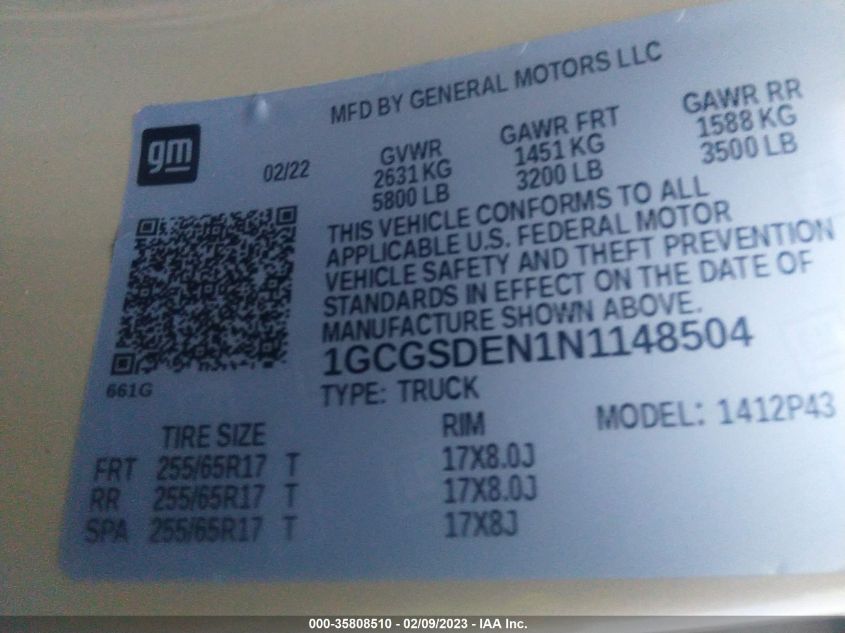 MFD BY GENERAL MOTORS LLC
gm
02/22
GVWR GAWR FRT GAWR RR
2631 KG 1451 KG 1588 KG
5800 LB 3200 LB 3500 LB
THIS VEHICLE CONFORMS TO ALL
APPLICABLE U.S. FEDERAL MOTOR
VEHICLE SAFETY AND THEFT PREVENTION
STANDARDS IN EFFECT ON THE DATE OF
MANUFACTURE SHOWN ABOVE.
1GCGSDEN1N1148504
661G
TYPE: TRUCK
MODEL: 1412P43
TIRE SIZE RIM
FRT 255/65R17 T 17X8.0J
RR 255/65R17 T 17X8.0J
SPA 255/65R17 T 17X8J
000-35808510 - 02/09/2023 - IAA Inc.